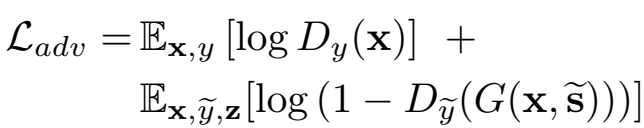 ℒ_{adv} = 𝔼_{𝐱,y} [log D_y(𝐱)] +
𝔼_{𝐱,ỹ,𝐳}[log (1 − D_ỹ(G(𝐱, 𝐬̃)))]